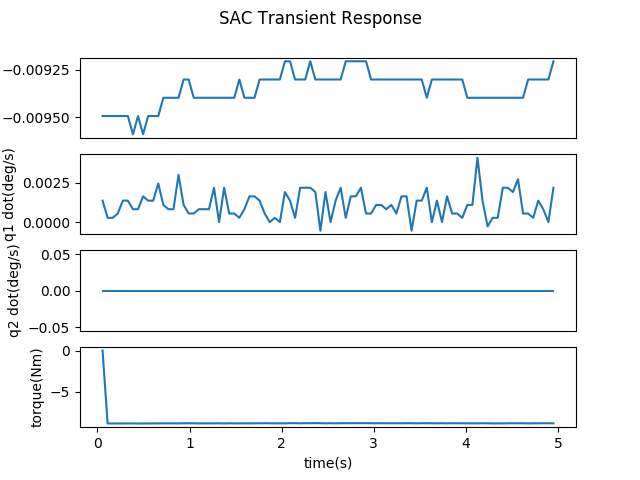 SAC Transient Response
−0.00925
−0.00950
q1 dot(deg/s)
0.0025
0.0000
q2 dot(deg/s)
0.05
0.00
−0.05
torque(Nm)
0
−5
0 1 2 3 4 5
time(s)